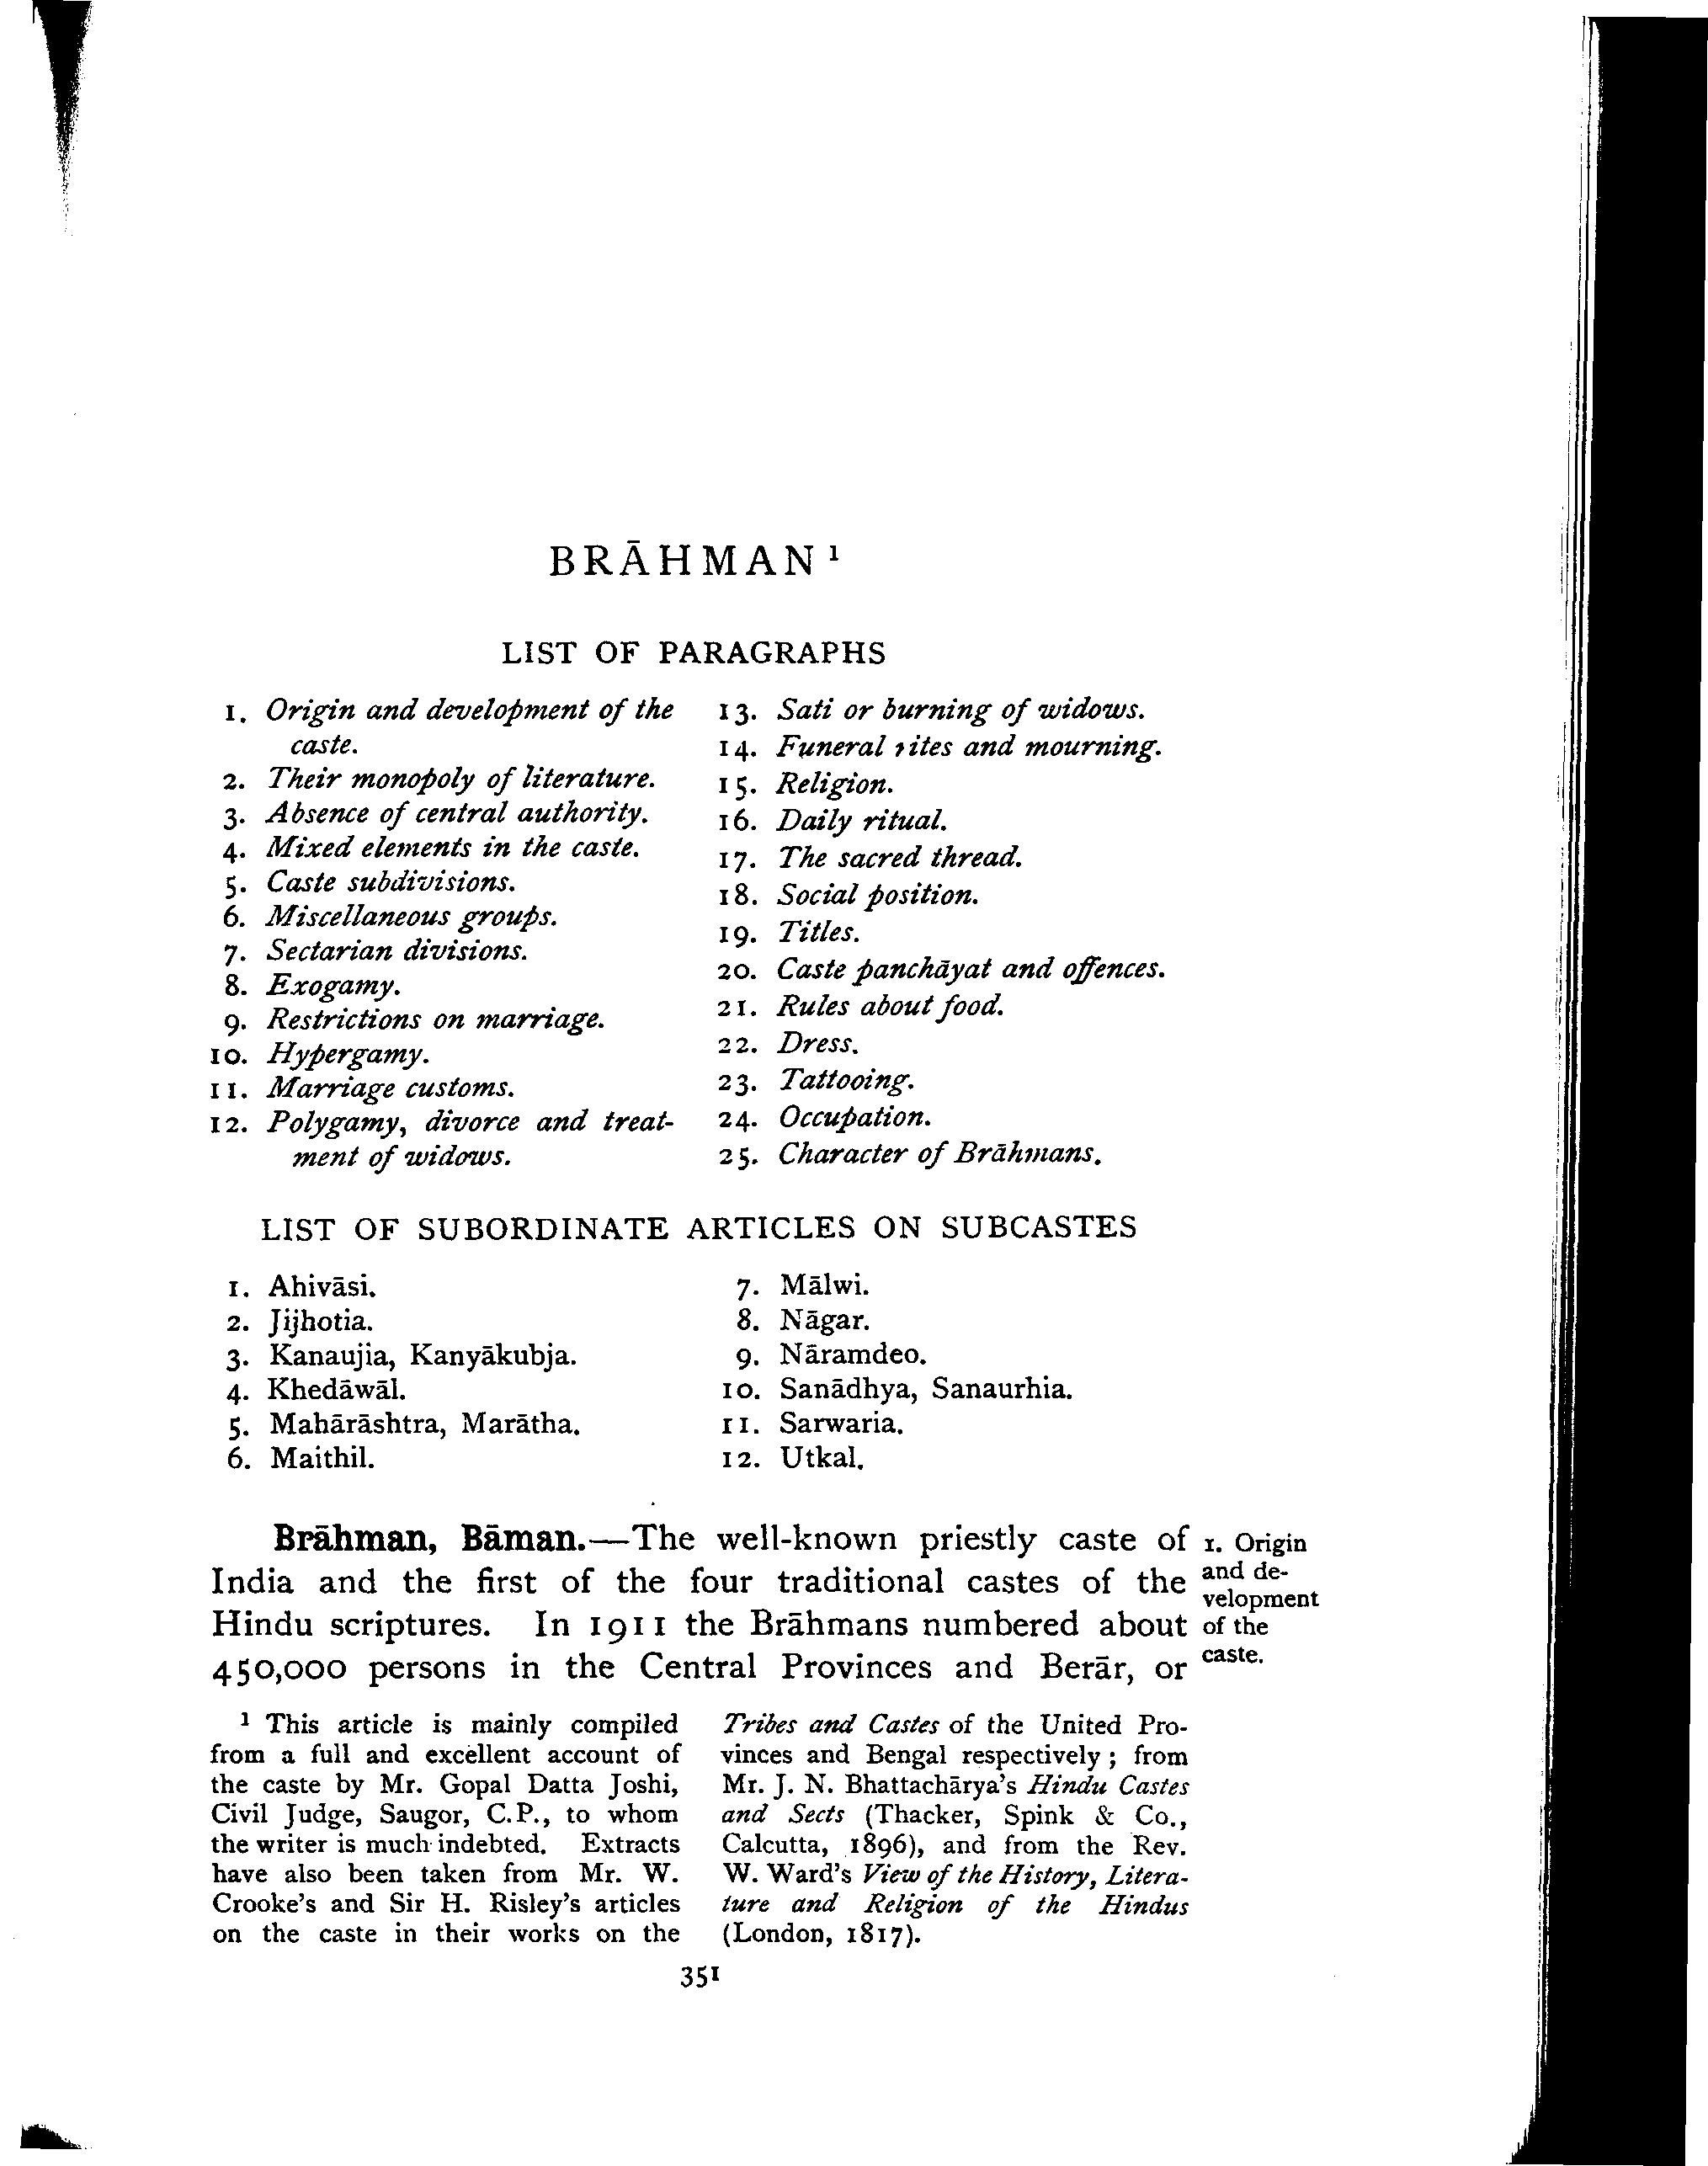 BRĀHMAN ¹
LIST OF PARAGRAPHS
1. Origin and development of the
caste.
2. Their monopoly of literature.
3. Absence of central authority.
4. Mixed elements in the caste.
5. Caste subdivisions.
6. Miscellaneous groups.
7. Sectarian divisions.
8. Exogamy.
9. Restrictions on marriage.
10. Hypergamy.
11. Marriage customs.
12. Polygamy, divorce and treat-
ment of widows.
13. Sati or burning of widows.
14. Funeral rites and mourning.
15. Religion.
16. Daily ritual.
17. The sacred thread.
18. Social position.
19. Titles.
20. Caste panchāyat and offences.
21. Rules about food.
22. Dress.
23. Tattooing.
24. Occupation.
25. Character of Brāhmans.
LIST OF SUBORDINATE ARTICLES ON SUBCASTES
1. Ahivāsi.
2. Jijhotia.
3. Kanaujia, Kanyākubja.
4. Khedāwāl.
5. Mahārāshtra, Marātha.
6. Maithil.
7. Mālwi.
8. Nāgar.
9. Nāramdeo.
10. Sanādhya, Sanaurhia.
11. Sarwaria.
12. Utkal.
Brāhman, Bāman.—The well-known priestly caste of
India and the first of the four traditional castes of the
Hindu scriptures. In 1911 the Brāhmans numbered about
450,000 persons in the Central Provinces and Berār, or
1. Origin
and de-
velopment
of the
caste.
¹ This article is mainly compiled
from a full and excellent account of
the caste by Mr. Gopal Datta Joshi,
Civil Judge, Saugor, C.P., to whom
the writer is much indebted. Extracts
have also been taken from Mr. W.
Crooke's and Sir H. Risley's articles
on the caste in their works on the
Tribes and Castes of the United Pro-
vinces and Bengal respectively; from
Mr. J. N. Bhattachārya's Hindu Castes
and Sects (Thacker, Spink & Co.,
Calcutta, 1896), and from the Rev.
W. Ward's View of the History, Litera-
ture and Religion of the Hindus
(London, 1817).
351